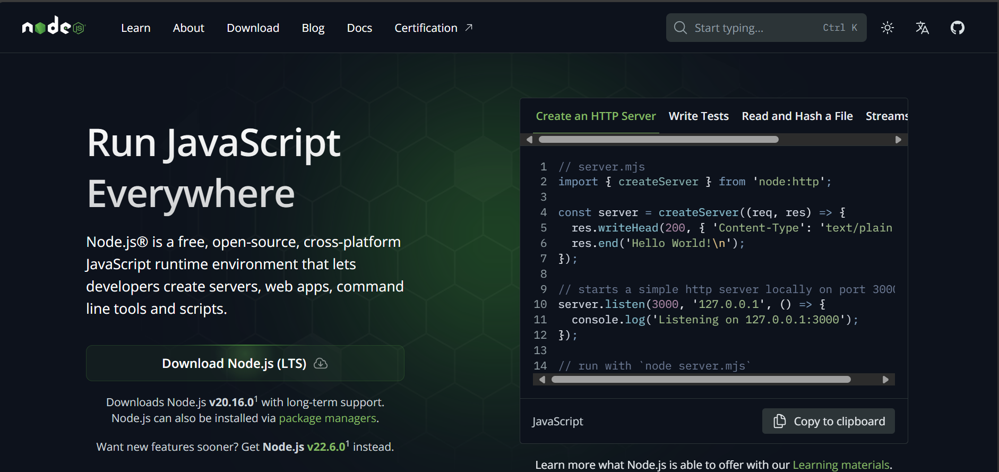 node JS
Learn About Download Blog Docs Certification
Start typing... Ctrl K
Run JavaScript
Everywhere
Node.js® is a free, open-source, cross-platform
JavaScript runtime environment that lets
developers create servers, web apps, command
line tools and scripts.
Download Node.js (LTS)
Downloads Node.js v20.16.0¹ with long-term support.
Node.js can also be installed via package managers.
Want new features sooner? Get Node.js v22.6.0¹ instead.
Create an HTTP Server Write Tests Read and Hash a File Streams
1 // server.mjs
2 import { createServer } from 'node:http';
3
4 const server = createServer((req, res) => {
5   res.writeHead(200, { 'Content-Type': 'text/plain
6   res.end('Hello World!\n');
7 });
8
9 // starts a simple http server locally on port 3000
10 server.listen(3000, '127.0.0.1', () => {
11   console.log('Listening on 127.0.0.1:3000');
12 });
13
14 // run with `node server.mjs`
JavaScript
Copy to clipboard
Learn more what Node.js is able to offer with our Learning materials.